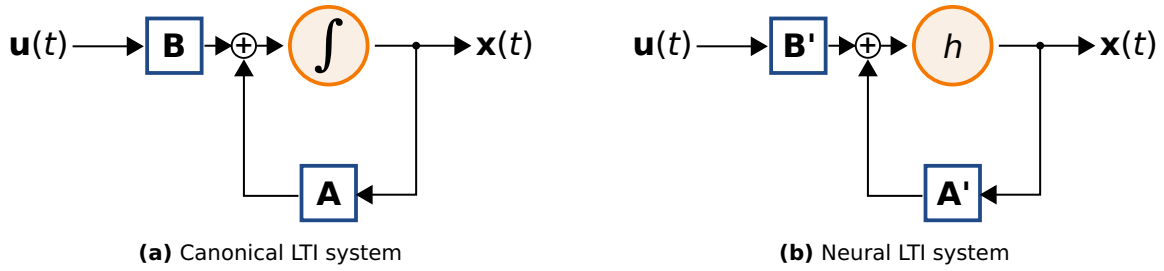 u(t) B + ∫ x(t)
A
(a) Canonical LTI system
u(t) B' + h x(t)
A'
(b) Neural LTI system